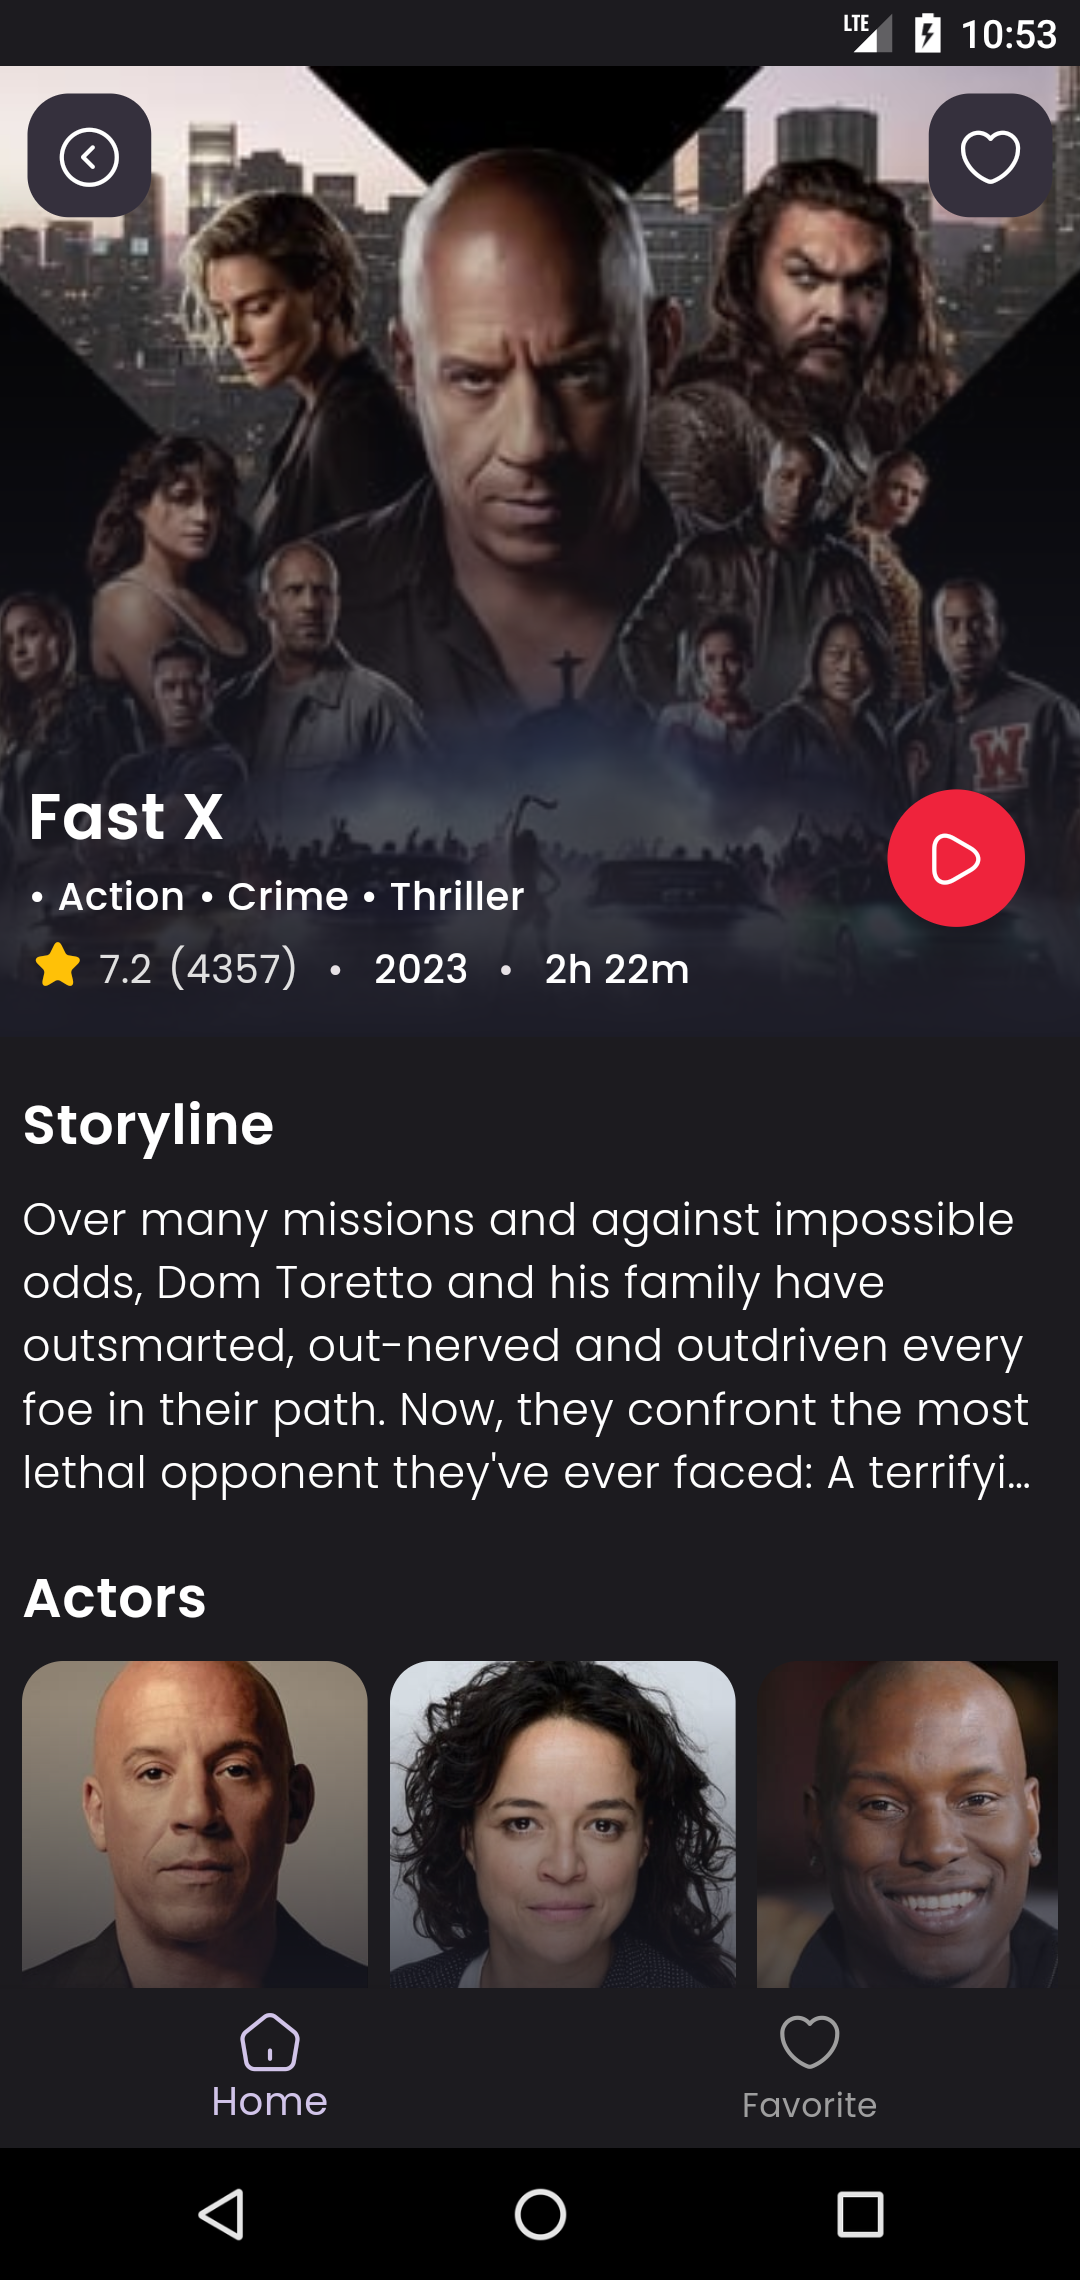 LTE 10:53
Fast X
• Action • Crime • Thriller
7.2 (4357) • 2023 • 2h 22m
Storyline
Over many missions and against impossible
odds, Dom Toretto and his family have
outsmarted, out-nerved and outdriven every
foe in their path. Now, they confront the most
lethal opponent they've ever faced: A terrifyi...
Actors
W
Home
Favorite